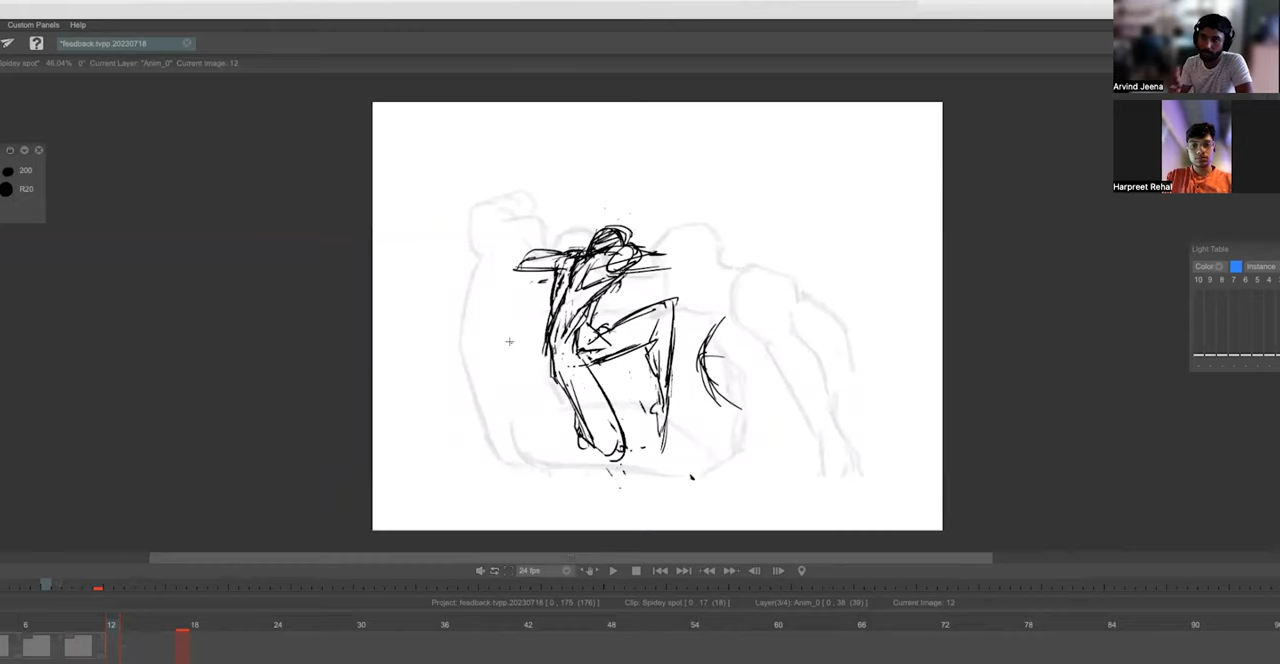 Custom Panels Help
*feedback.tvpp.20230718
Spidey spot" 46,04% 0° Current Layer: "Anim_0" Current Image: 12
Arvind Jeena
200
Harpreet Rehal
R20
Light Table
Color Instance
10 9 8 7 6 5 4
24 fps
Project: feedback.tvpp.20230718 [ 0 , 175 (176) ] Clip: Spidey spot [ 0 , 17 (18) ] Layer(3/4): Anim_0 [ 0 , 38 (39) ] Current Image: 12
6 12 18 24 30 36 42 48 54 60 66 72 78 84 90